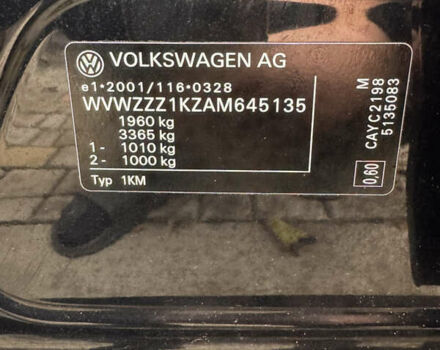 VOLKSWAGEN AG
e1*2001/116*0328
WVWZZZ1KZAM645135
1960 kg
3365 kg
1- 1010 kg
2- 1000 kg
Typ 1KM
M
CAYC2198
5135083
0,60